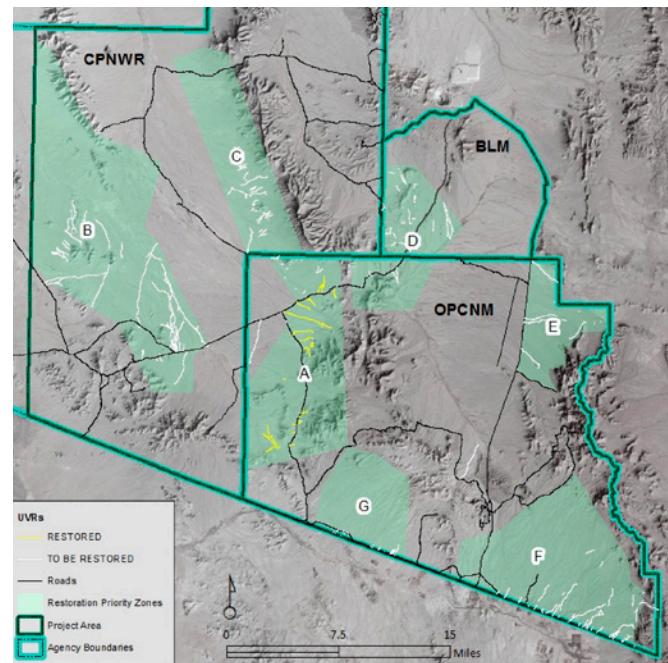 CPNWR
BLM
C
B
D
OPCNM
E
A
G
F
UVRs
RESTORED
TO BE RESTORED
Roads
Restoration Priority Zones
Project Area
Agency Boundaries
0 7.5 15
Miles